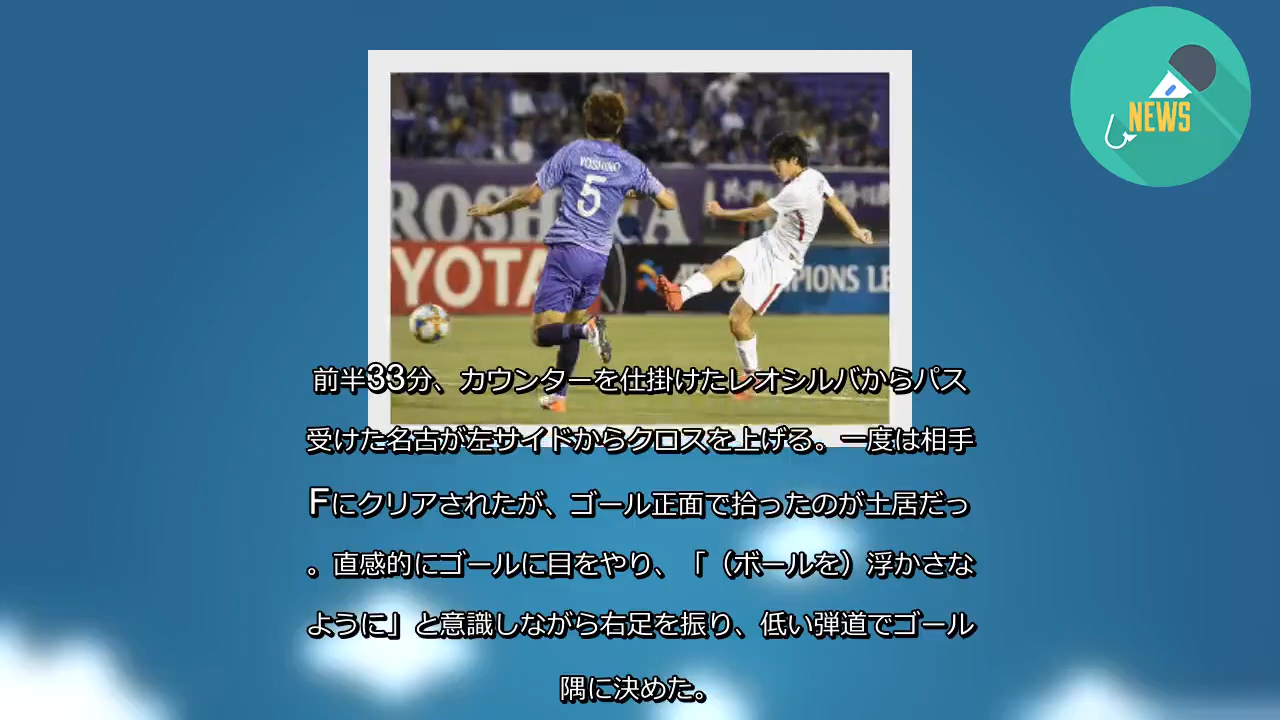 NEWS
YOSHINO
5
ROSHI
A
YOTA
AFC CHAMPIONS LE
前半33分、カウンターを仕掛けたレオシルバからパス
受けた名古が左サイドからクロスを上げる。一度は相手
Fにクリアされたが、ゴール正面で拾ったのが土居だっ
。直感的にゴールに目をやり、「（ボールを）浮かさな
ように」と意識しながら右足を振り、低い弾道でゴール
隅に決めた。